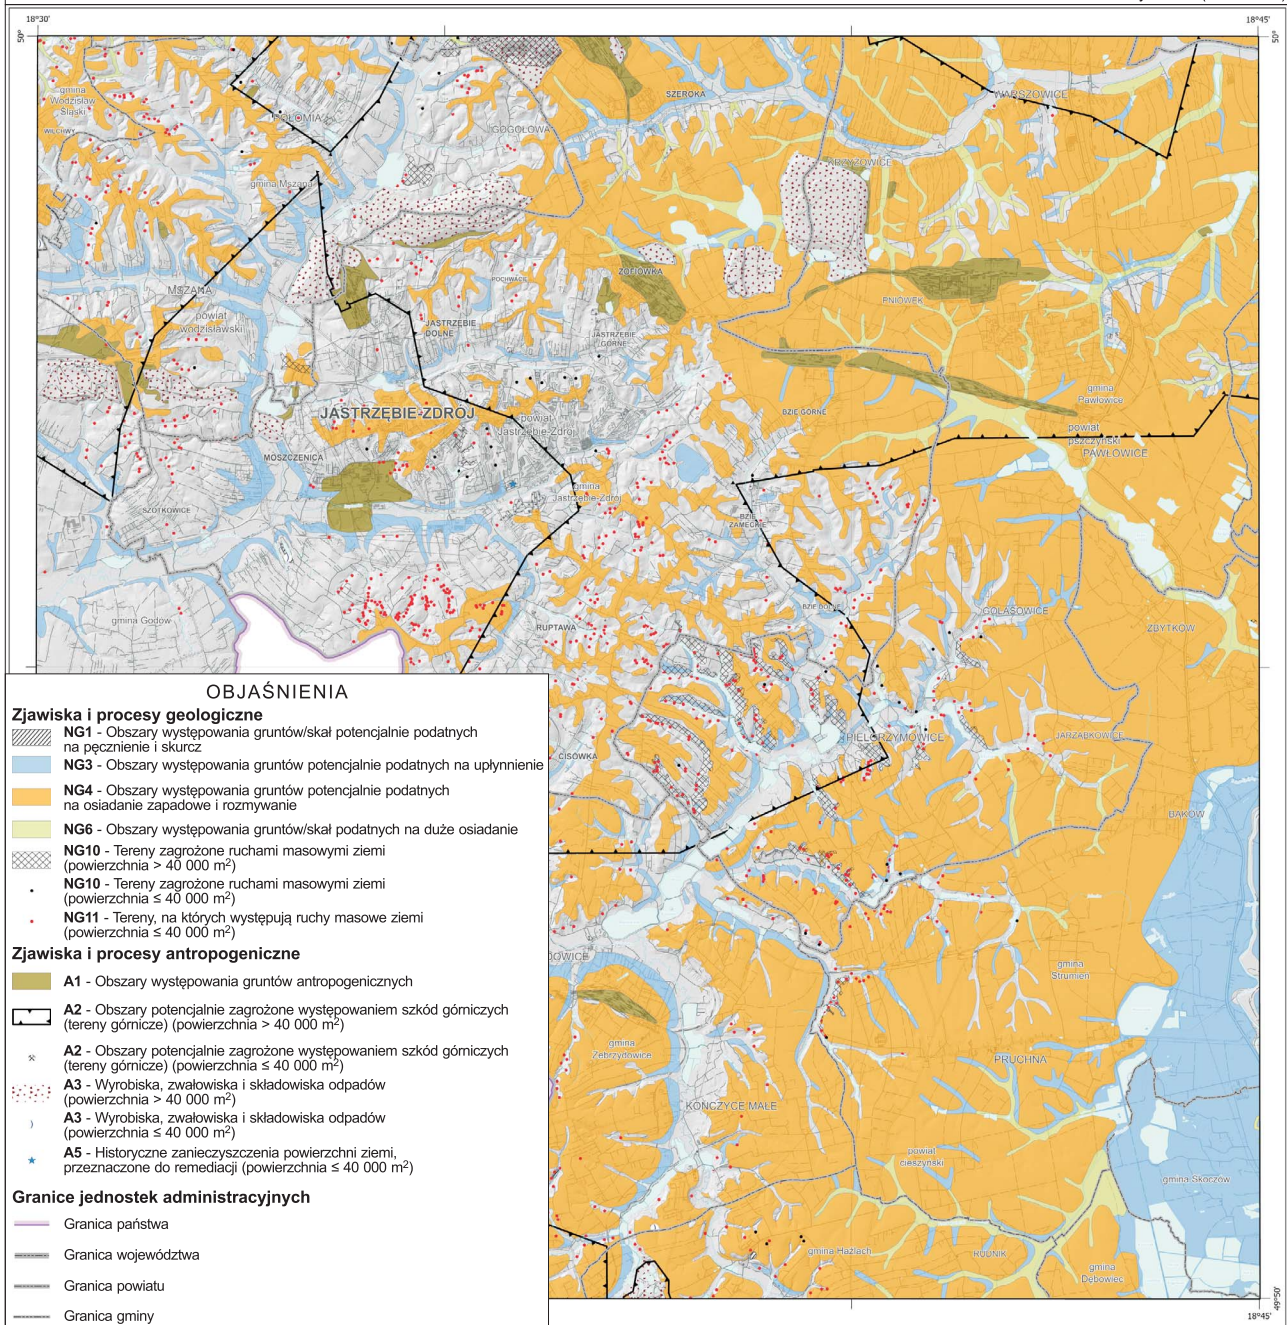 18°30'
18°45'
50°
50°
gmina
Wodzisław
Śląski
WILCHWY
POŁOMIA
GOGOŁOWA
SZEROKA
WARSZOWICE
KRZYŻOWICE
gmina Mszana
MSZANA
powiat
wodzisławski
POCHWACIE
ZOFIÓWKA
PNIÓWEK
JASTRZĘBIE
DOLNE
JASTRZĘBIE
GÓRNE
gmina
Pawłowice
JASTRZĘBIE-ZDRÓJ
powiat
Jastrzębie-Zdrój
BZIE GÓRNE
powiat
pszczyński
PAWŁOWICE
MOSZCZENICA
gmina
Jastrzębie-Zdrój
SZOTKOWICE
BZIE
ZAMECKIE
gmina Godów
BZIE DOLNE
GOLASOWICE
RUPTAWA
ZBYTKÓW
PIELGRZYMOWICE
JARZĄBKOWICE
CISÓWKA
BĄKÓW
OWICE
gmina
Strumień
gmina
Zebrzydowice
PRUCHNA
KOŃCZYCE MAŁE
powiat
cieszyński
gmina Skoczów
gmina Hażlach
RUDNIK
gmina
Dębowiec
49°50'
18°45'
OBJAŚNIENIA
Zjawiska i procesy geologiczne
NG1 - Obszary występowania gruntów/skał potencjalnie podatnych
na pęcznienie i skurcz
NG3 - Obszary występowania gruntów potencjalnie podatnych na upłynnienie
NG4 - Obszary występowania gruntów potencjalnie podatnych
na osiadanie zapadowe i rozmywanie
NG6 - Obszary występowania gruntów/skał podatnych na duże osiadanie
NG10 - Tereny zagrożone ruchami masowymi ziemi
(powierzchnia > 40 000 m²)
NG10 - Tereny zagrożone ruchami masowymi ziemi
(powierzchnia ≤ 40 000 m²)
NG11 - Tereny, na których występują ruchy masowe ziemi
(powierzchnia ≤ 40 000 m²)
Zjawiska i procesy antropogeniczne
A1 - Obszary występowania gruntów antropogenicznych
A2 - Obszary potencjalnie zagrożone występowaniem szkód górniczych
(tereny górnicze) (powierzchnia > 40 000 m²)
A2 - Obszary potencjalnie zagrożone występowaniem szkód górniczych
(tereny górnicze) (powierzchnia ≤ 40 000 m²)
A3 - Wyrobiska, zwałowiska i składowiska odpadów
(powierzchnia > 40 000 m²)
A3 - Wyrobiska, zwałowiska i składowiska odpadów
(powierzchnia ≤ 40 000 m²)
A5 - Historyczne zanieczyszczenia powierzchni ziemi,
przeznaczone do remediacji (powierzchnia ≤ 40 000 m²)
Granice jednostek administracyjnych
Granica państwa
Granica województwa
Granica powiatu
Granica gminy